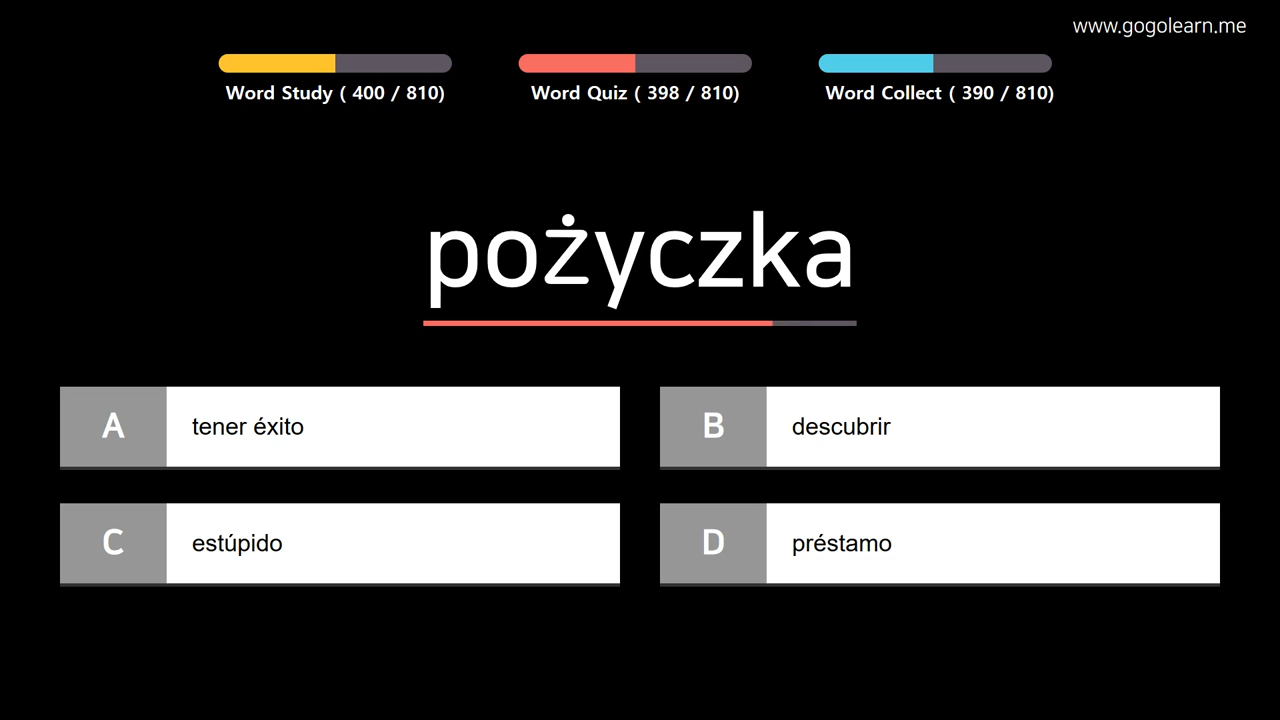 www.gogolearn.me
Word Study ( 400 / 810)
Word Quiz ( 398 / 810)
Word Collect ( 390 / 810)
pożyczka
A
tener éxito
B
descubrir
C
estúpido
D
préstamo